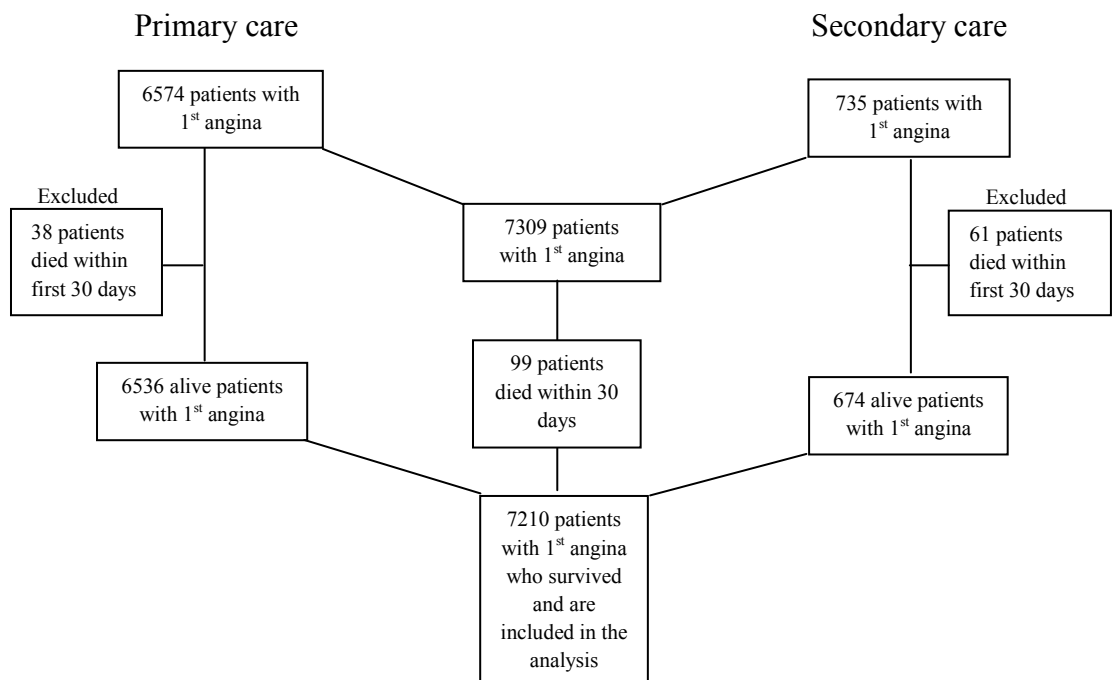 Primary care
Secondary care
6574 patients with
1st angina
735 patients with
1st angina
Excluded
38 patients
died within
first 30 days
7309 patients
with 1st angina
Excluded
61 patients
died within
first 30 days
6536 alive patients
with 1st angina
99 patients
died within 30
days
674 alive patients
with 1st angina
7210 patients
with 1st angina
who survived
and are
included in the
analysis